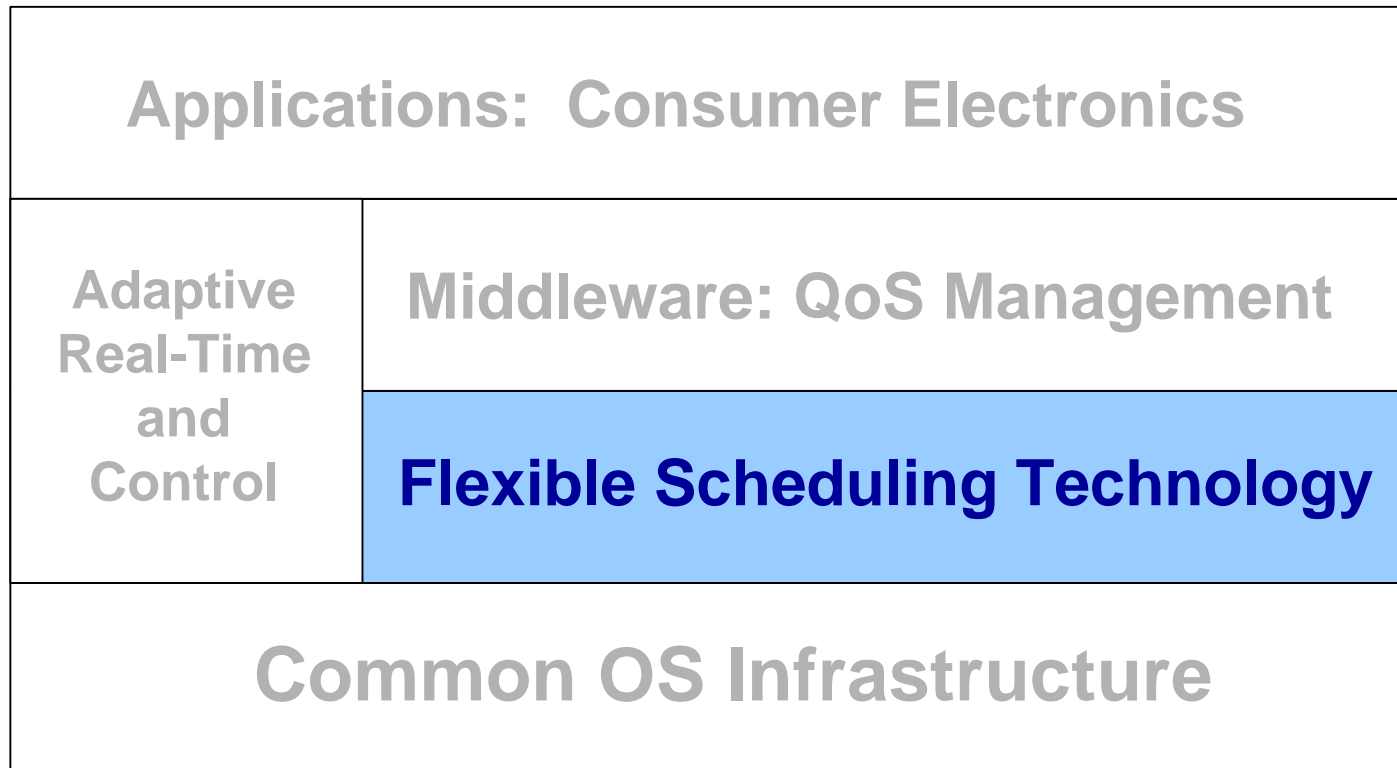 Applications: Consumer Electronics
Adaptive
Real-Time
and
Control
Middleware: QoS Management
Flexible Scheduling Technology
Common OS Infrastructure